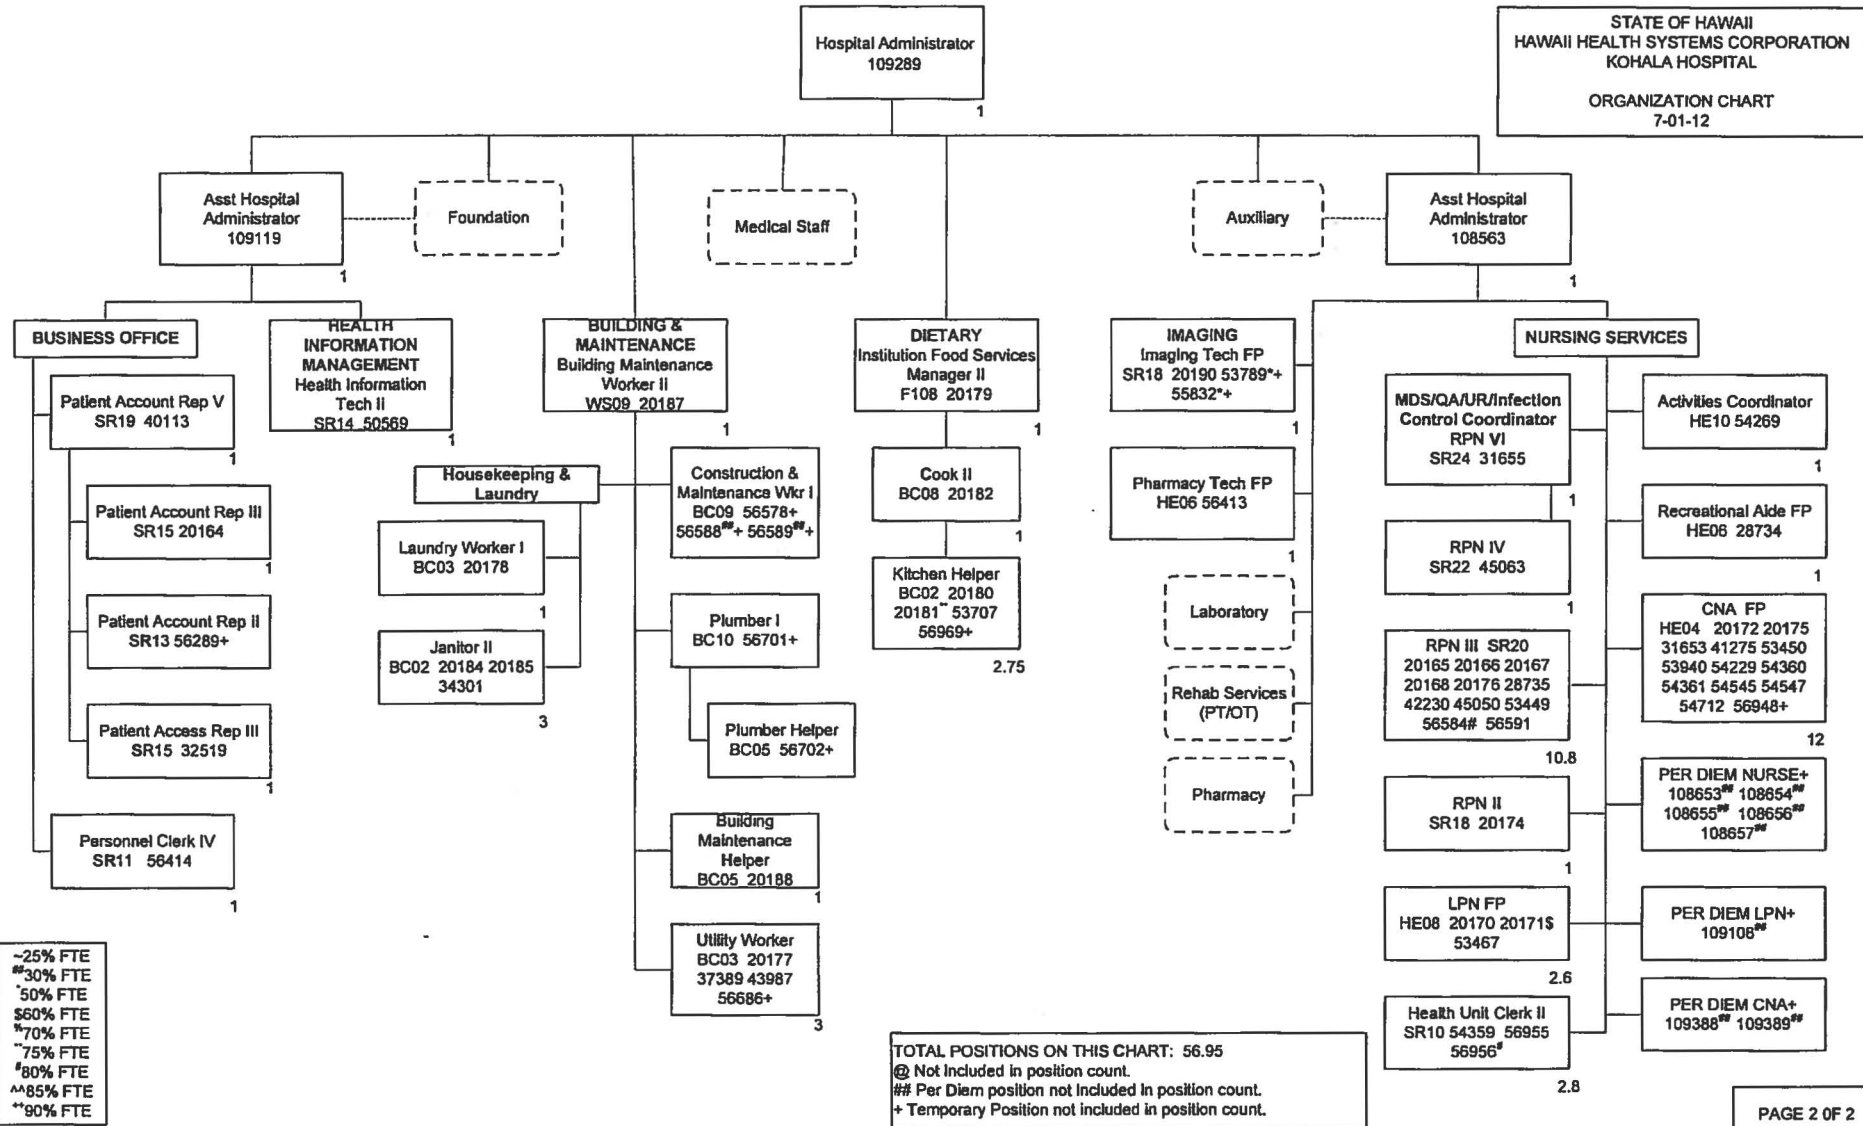 STATE OF HAWAII
HAWAII HEALTH SYSTEMS CORPORATION
KOHALA HOSPITAL
ORGANIZATION CHART
7-01-12
Hospital Administrator
109289
1
Asst Hospital
Administrator
109119
1
Foundation
Medical Staff
Auxiliary
Asst Hospital
Administrator
108563
1
BUSINESS OFFICE
Patient Account Rep V
SR19 40113
1
Patient Account Rep III
SR15 20164
1
Patient Account Rep II
SR13 56289+
Patient Access Rep III
SR15 32519
1
Personnel Clerk IV
SR11 56414
1
HEALTH
INFORMATION
MANAGEMENT
Health Information
Tech II
SR14 50569
1
BUILDING &
MAINTENANCE
Building Maintenance
Worker II
WS09 20187
1
Housekeeping &
Laundry
Laundry Worker I
BC03 20178
1
Janitor II
BC02 20184 20185
34301
3
Construction &
Maintenance Wkr I
BC09 56578+
56588##+ 56589##+
Plumber I
BC10 56701+
Plumber Helper
BC05 56702+
Building
Maintenance
Helper
BC05 20188
1
Utility Worker
BC03 20177
37389 43987
56686+
3
DIETARY
Institution Food Services
Manager II
F108 20179
1
Cook II
BC08 20182
1
Kitchen Helper
BC02 20180
20181** 53707
56969+
2.75
IMAGING
Imaging Tech FP
SR18 20190 53789*+
55832*+
1
Pharmacy Tech FP
HE06 56413
1
Laboratory
Rehab Services
(PT/OT)
Pharmacy
NURSING SERVICES
MDS/QA/UR/Infection
Control Coordinator
RPN VI
SR24 31655
1
RPN IV
SR22 45063
1
RPN III SR20
20165 20166 20167
20168 20176 28735
42230 45050 53449
56584# 56591
10.8
RPN II
SR18 20174
1
LPN FP
HE08 20170 20171$
53467
2.6
Health Unit Clerk II
SR10 54359 56955
56956#
2.8
Activities Coordinator
HE10 54269
1
Recreational Aide FP
HE06 28734
1
CNA FP
HE04 20172 20175
31653 41275 53450
53940 54229 54360
54361 54545 54547
54712 56948+
12
PER DIEM NURSE+
108653## 108654##
108655## 108656##
108657##
PER DIEM LPN+
109108##
PER DIEM CNA+
109388## 109389##
~25% FTE
##30% FTE
*50% FTE
$60% FTE
%70% FTE
**75% FTE
#80% FTE
^^85% FTE
++90% FTE
TOTAL POSITIONS ON THIS CHART: 56.95
@ Not Included in position count.
## Per Diem position not included in position count.
+ Temporary Position not included in position count.
PAGE 2 OF 2